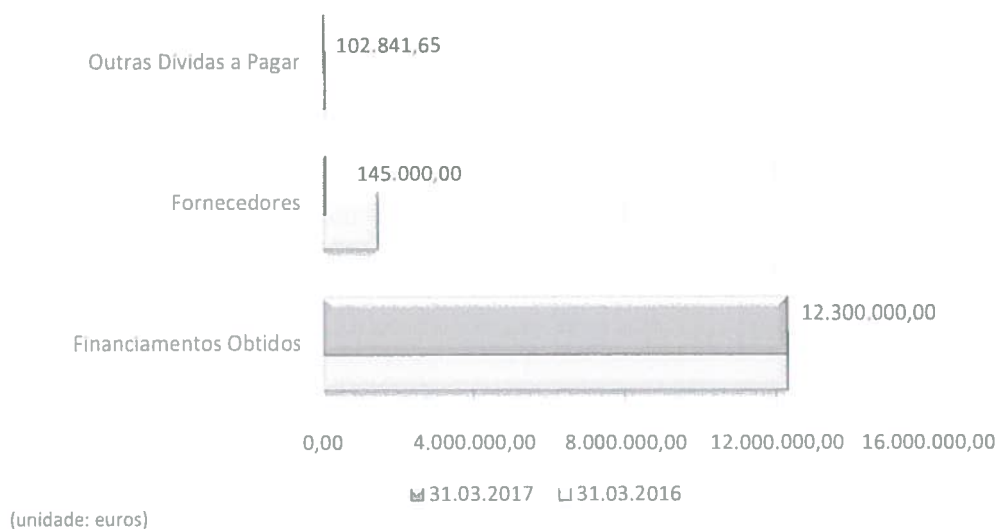 Outras Dívidas a Pagar
102.841,65
Fornecedores
145.000,00
Financiamentos Obtidos
12.300.000,00
0,00 4.000.000,00 8.000.000,00 12.000.000,00 16.000.000,00
31.03.2017 31.03.2016
(unidade: euros)